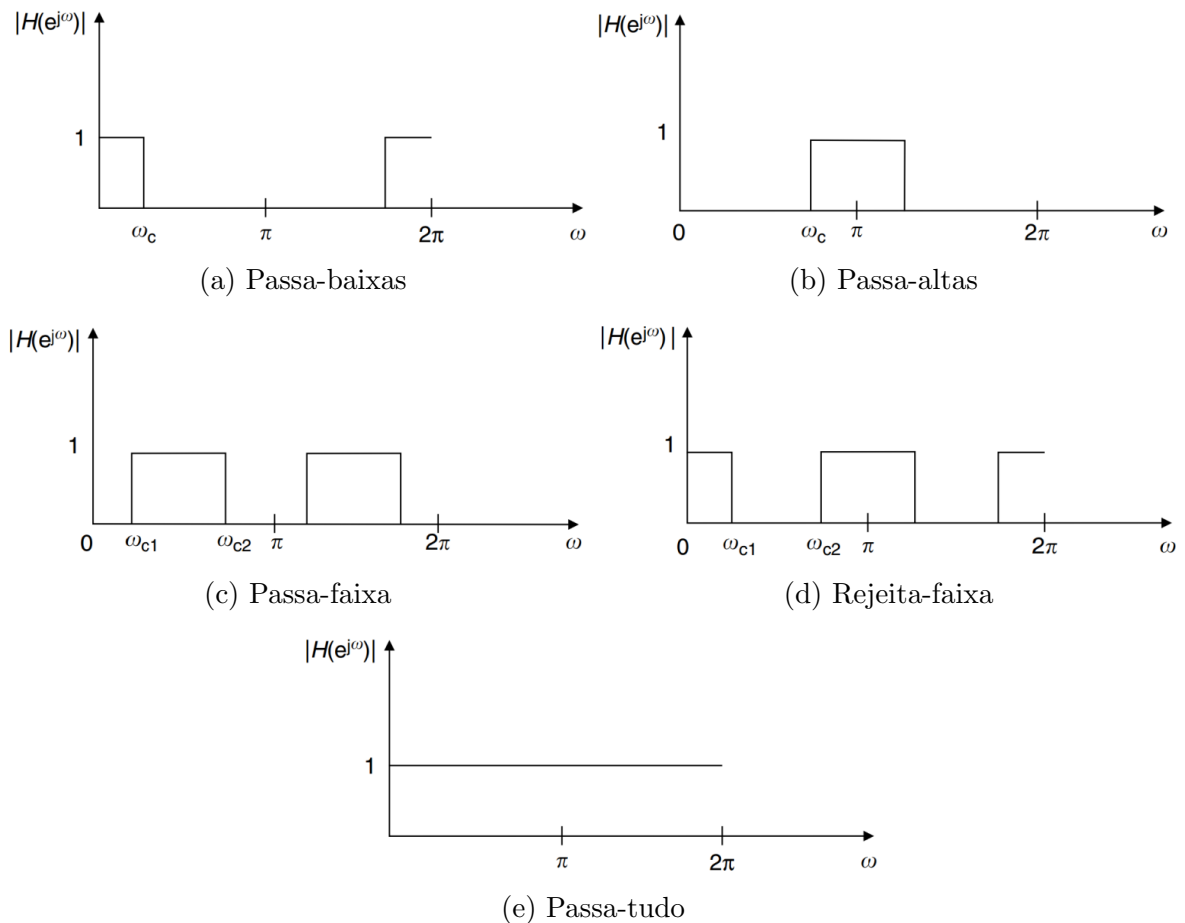 |H(e^{jω})|
1
ω_c
π
2π
ω
(a) Passa-baixas
|H(e^{jω})|
1
0
ω_c
π
2π
ω
(b) Passa-altas
|H(e^{jω})|
1
0
ω_{c1}
ω_{c2}
π
2π
ω
(c) Passa-faixa
|H(e^{jω})|
1
0
ω_{c1}
ω_{c2}
π
2π
ω
(d) Rejeita-faixa
|H(e^{jω})|
1
π
2π
ω
(e) Passa-tudo